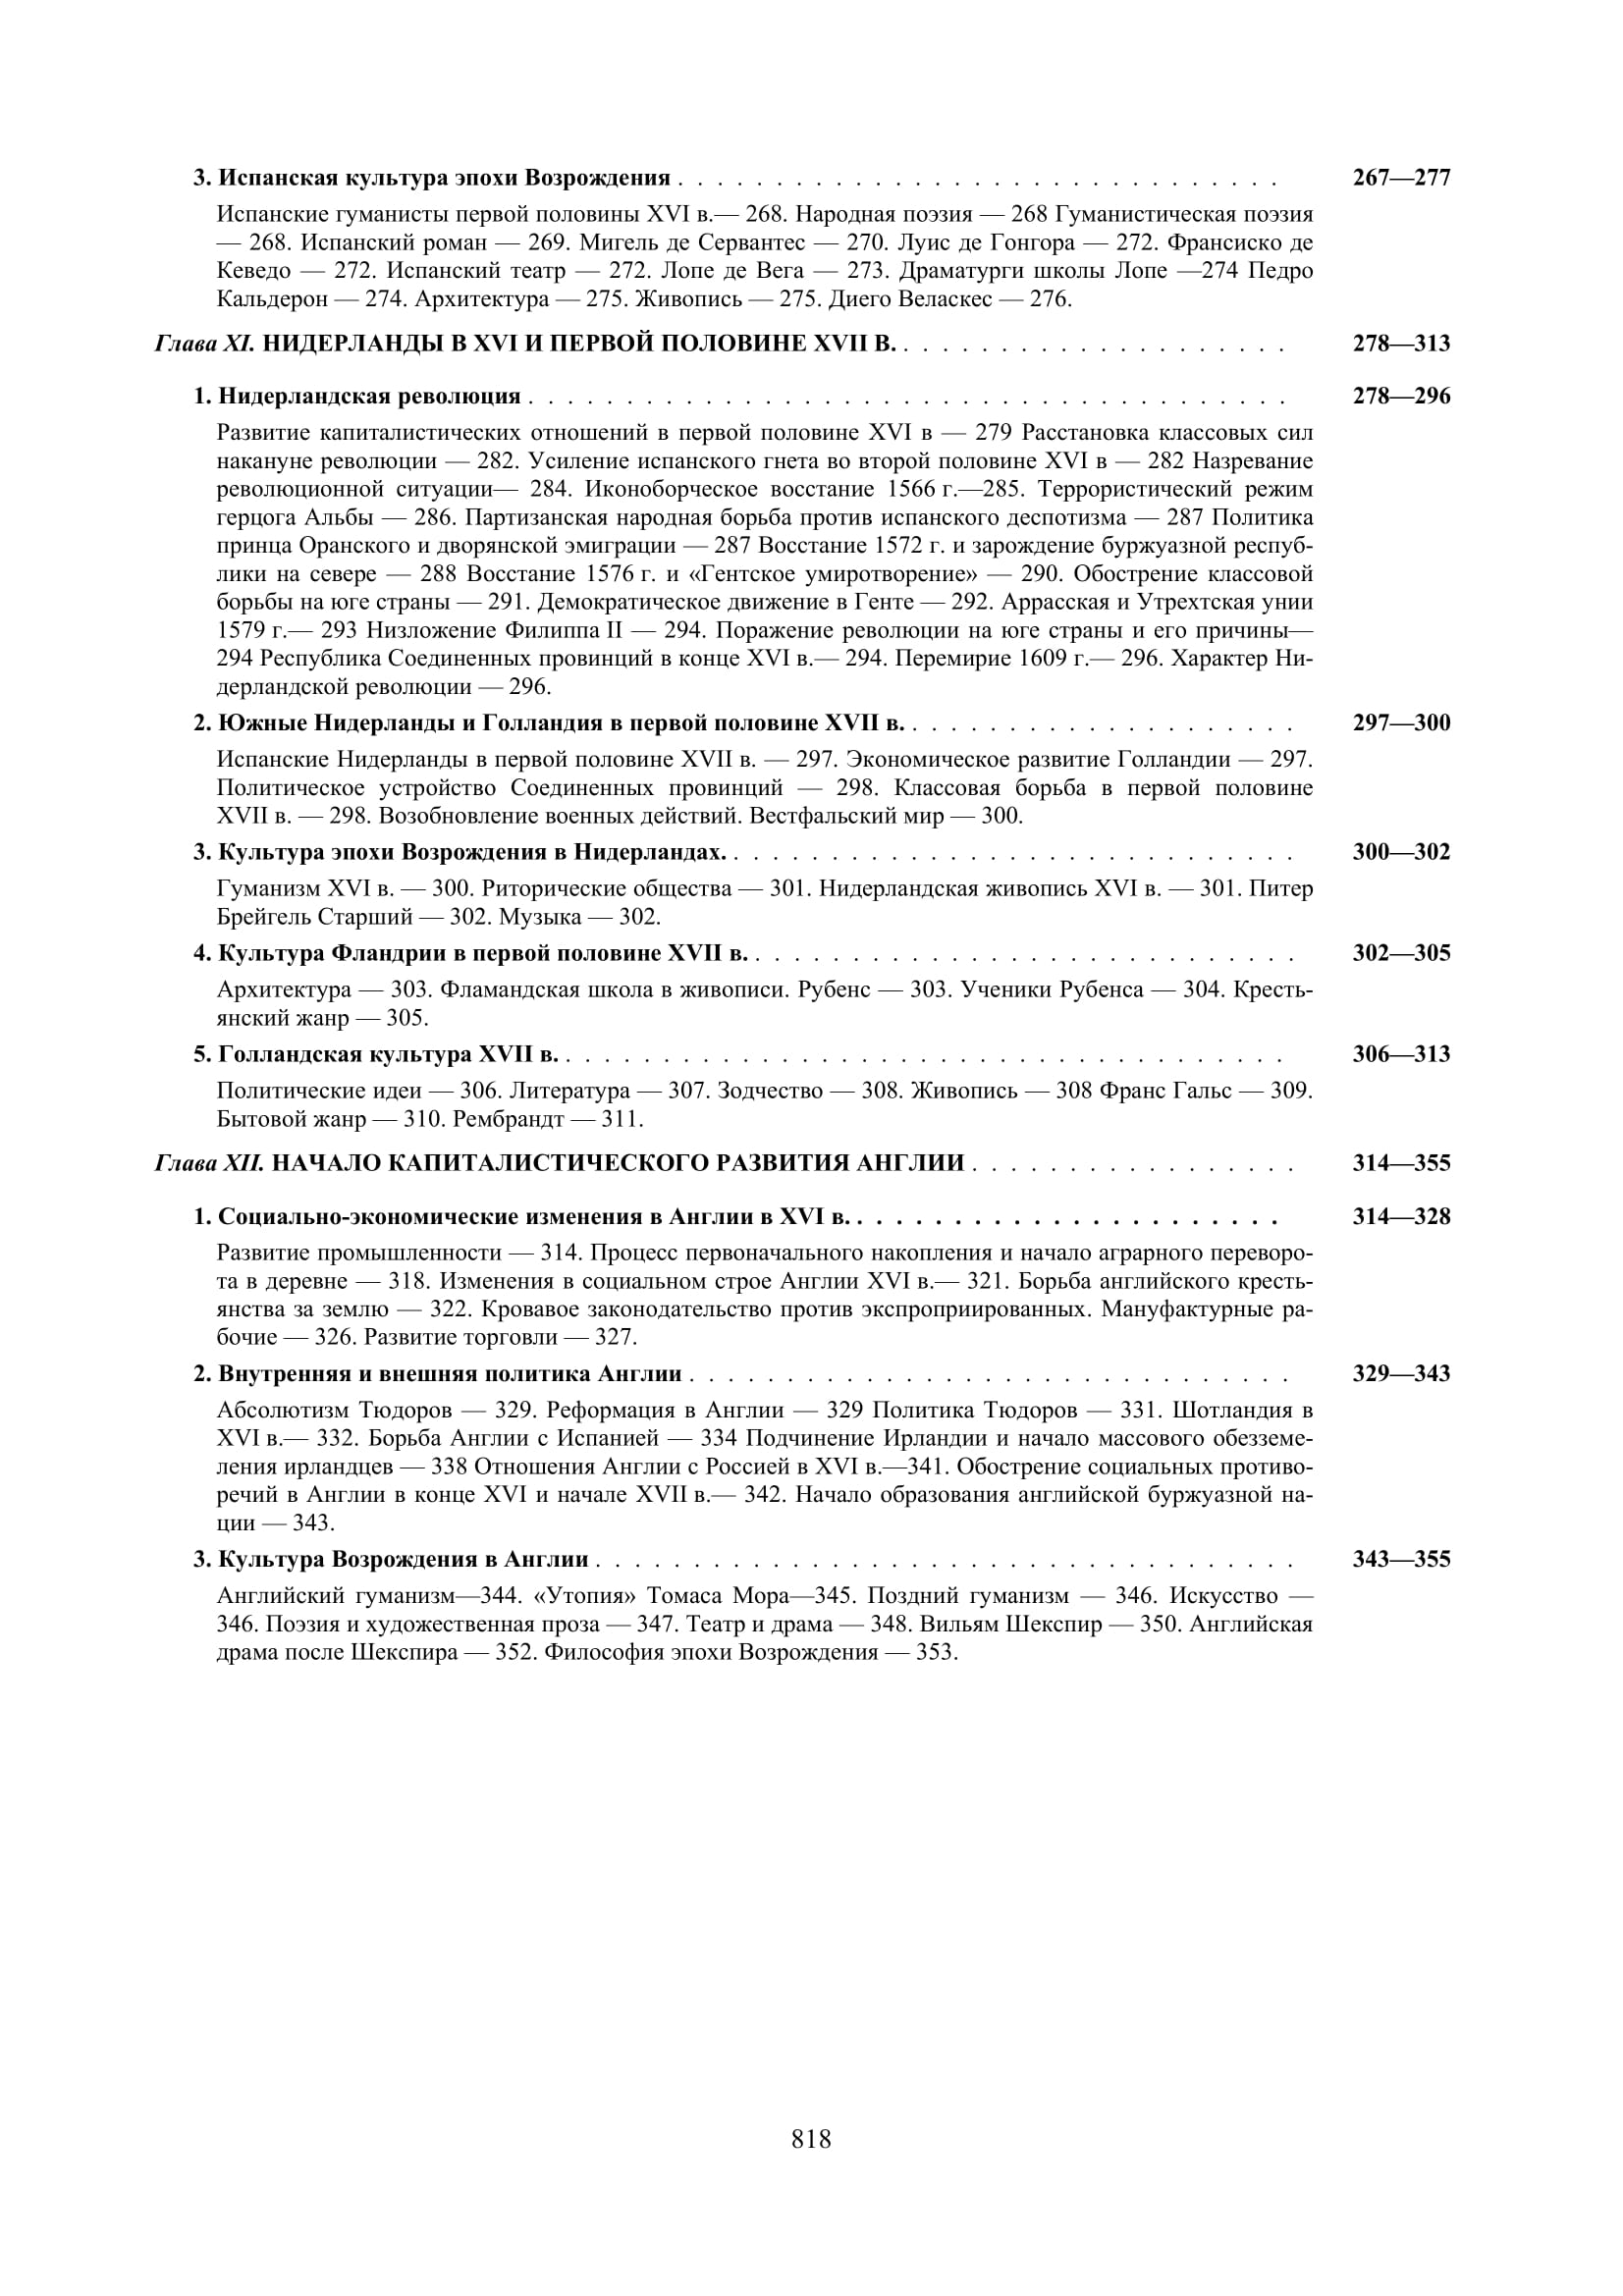 3. Испанская культура эпохи Возрождения . . . . . . . . . . . . . . . . . . . . . . . . . . . . . . . 267—277
Испанские гуманисты первой половины XVI в.— 268. Народная поэзия — 268 Гуманистическая поэзия
— 268. Испанский роман — 269. Мигель де Сервантес — 270. Луис де Гонгора — 272. Франсиско де
Кеведо — 272. Испанский театр — 272. Лопе де Вега — 273. Драматурги школы Лопе —274 Педро
Кальдерон — 274. Архитектура — 275. Живопись — 275. Диего Веласкес — 276.
Глава XI. НИДЕРЛАНДЫ В XVI И ПЕРВОЙ ПОЛОВИНЕ XVII В. . . . . . . . . . . . . . . . . . . . . 278—313
1. Нидерландская революция . . . . . . . . . . . . . . . . . . . . . . . . . . . . . . . . . . . . . . . 278—296
Развитие капиталистических отношений в первой половине XVI в — 279 Расстановка классовых сил
накануне революции — 282. Усиление испанского гнета во второй половине XVI в — 282 Назревание
революционной ситуации— 284. Иконоборческое восстание 1566 г.—285. Террористический режим
герцога Альбы — 286. Партизанская народная борьба против испанского деспотизма — 287 Политика
принца Оранского и дворянской эмиграции — 287 Восстание 1572 г. и зарождение буржуазной респуб-
лики на севере — 288 Восстание 1576 г. и «Гентское умиротворение» — 290. Обострение классовой
борьбы на юге страны — 291. Демократическое движение в Генте — 292. Аррасская и Утрехтская унии
1579 г.— 293 Низложение Филиппа II — 294. Поражение революции на юге страны и его причины—
294 Республика Соединенных провинций в конце XVI в.— 294. Перемирие 1609 г.— 296. Характер Ни-
дерландской революции — 296.
2. Южные Нидерланды и Голландия в первой половине XVII в. . . . . . . . . . . . . . . . . . . . . 297—300
Испанские Нидерланды в первой половине XVII в. — 297. Экономическое развитие Голландии — 297.
Политическое устройство Соединенных провинций — 298. Классовая борьба в первой половине
XVII в. — 298. Возобновление военных действий. Вестфальский мир — 300.
3. Культура эпохи Возрождения в Нидерландах. . . . . . . . . . . . . . . . . . . . . . . . . . . . . . 300—302
Гуманизм XVI в. — 300. Риторические общества — 301. Нидерландская живопись XVI в. — 301. Питер
Брейгель Старший — 302. Музыка — 302.
4. Культура Фландрии в первой половине XVII в. . . . . . . . . . . . . . . . . . . . . . . . . . . . . 302—305
Архитектура — 303. Фламандская школа в живописи. Рубенс — 303. Ученики Рубенса — 304. Кресть-
янский жанр — 305.
5. Голландская культура XVII в. . . . . . . . . . . . . . . . . . . . . . . . . . . . . . . . . . . . . . 306—313
Политические идеи — 306. Литература — 307. Зодчество — 308. Живопись — 308 Франс Гальс — 309.
Бытовой жанр — 310. Рембрандт — 311.
Глава XII. НАЧАЛО КАПИТАЛИСТИЧЕСКОГО РАЗВИТИЯ АНГЛИИ . . . . . . . . . . . . . . . . . 314—355
1. Социально-экономические изменения в Англии в XVI в. . . . . . . . . . . . . . . . . . . . . . . 314—328
Развитие промышленности — 314. Процесс первоначального накопления и начало аграрного переворо-
та в деревне — 318. Изменения в социальном строе Англии XVI в.— 321. Борьба английского кресть-
янства за землю — 322. Кровавое законодательство против экспроприированных. Мануфактурные ра-
бочие — 326. Развитие торговли — 327.
2. Внутренняя и внешняя политика Англии . . . . . . . . . . . . . . . . . . . . . . . . . . . . . . . 329—343
Абсолютизм Тюдоров — 329. Реформация в Англии — 329 Политика Тюдоров — 331. Шотландия в
XVI в.— 332. Борьба Англии с Испанией — 334 Подчинение Ирландии и начало массового обезземе-
ления ирландцев — 338 Отношения Англии с Россией в XVI в.—341. Обострение социальных противо-
речий в Англии в конце XVI и начале XVII в.— 342. Начало образования английской буржуазной на-
ции — 343.
3. Культура Возрождения в Англии . . . . . . . . . . . . . . . . . . . . . . . . . . . . . . . . . . . . 343—355
Английский гуманизм—344. «Утопия» Томаса Мора—345. Поздний гуманизм — 346. Искусство —
346. Поэзия и художественная проза — 347. Театр и драма — 348. Вильям Шекспир — 350. Английская
драма после Шекспира — 352. Философия эпохи Возрождения — 353.
818